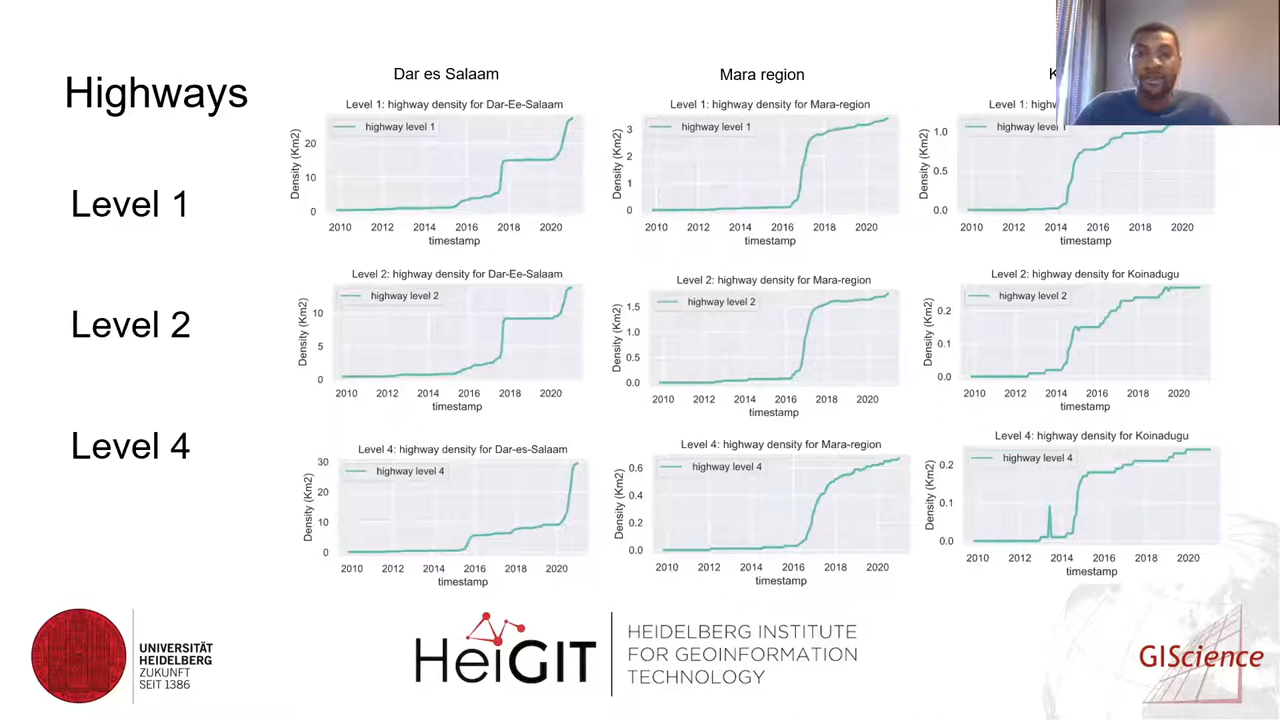 Highways
Dar es Salaam
Mara region
K
Level 1: highway density for Dar-Ee-Salaam
highway level 1
Density (Km2)
20
10
0
2010 2012 2014 2016 2018 2020
timestamp
Level 1: highway density for Mara-region
highway level 1
Density (Km2)
3
2
1
0
2010 2012 2014 2016 2018 2020
timestamp
Level 1: highw
highway level 1
Density (Km2)
1.0
0.5
0.0
2010 2012 2014 2016 2018 2020
timestamp
Level 1
Level 2: highway density for Dar-Ee-Salaam
highway level 2
Density (Km2)
10
5
0
2010 2012 2014 2016 2018 2020
timestamp
Level 2: highway density for Mara-region
highway level 2
Density (Km2)
1.5
1.0
0.5
0.0
2010 2012 2014 2016 2018 2020
timestamp
Level 2: highway density for Koinadugu
highway level 2
Density (Km2)
0.2
0.1
0.0
2010 2012 2014 2016 2018 2020
timestamp
Level 2
Level 4: highway density for Dar-es-Salaam
highway level 4
Density (Km2)
30
20
10
0
2010 2012 2014 2016 2018 2020
timestamp
Level 4: highway density for Mara-region
highway level 4
Density (Km2)
0.6
0.4
0.2
0.0
2010 2012 2014 2016 2018 2020
timestamp
Level 4: highway density for Koinadugu
highway level 4
Density (Km2)
0.2
0.1
0.0
2010 2012 2014 2016 2018 2020
timestamp
Level 4
UNIVERSITÄT
HEIDELBERG
ZUKUNFT
SEIT 1386
HeiGIT
HEIDELBERG INSTITUTE
FOR GEOINFORMATION
TECHNOLOGY
GIScience